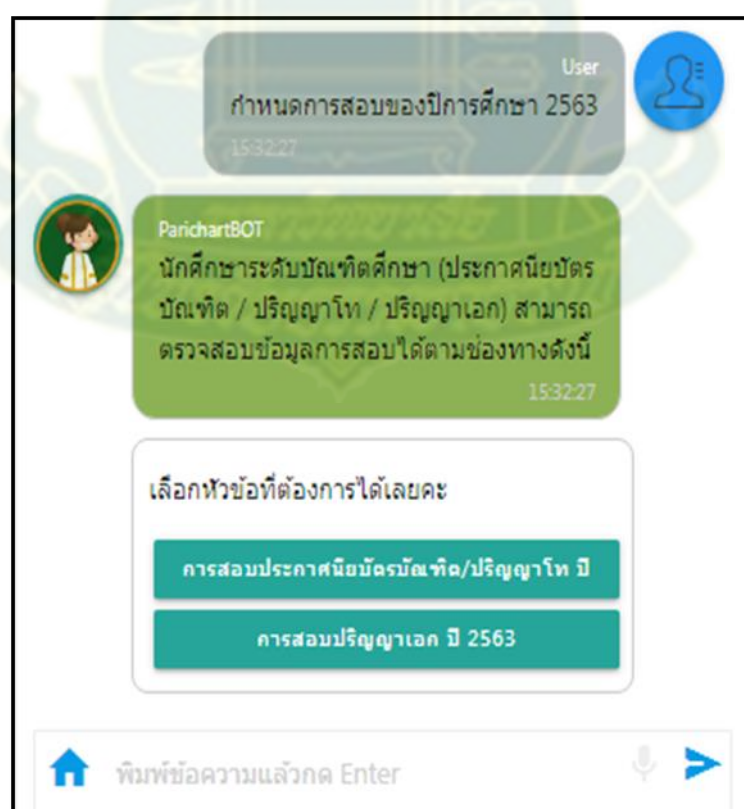 User
กำหนดการสอบของปีการศึกษา 2563
15:32:27
ParichartBOT
นักศึกษาระดับบัณฑิตศึกษา (ประกาศนียบัตร
บัณฑิต / ปริญญาโท / ปริญญาเอก) สามารถ
ตรวจสอบข้อมูลการสอบได้ตามช่องทางดังนี้
15:32:27
เลือกหัวข้อที่ต้องการได้เลยคะ
การสอบประกาศนียบัตรบัณฑิต/ปริญญาโท ปี
การสอบปริญญาเอก ปี 2563
พิมพ์ข้อความแล้วกด Enter